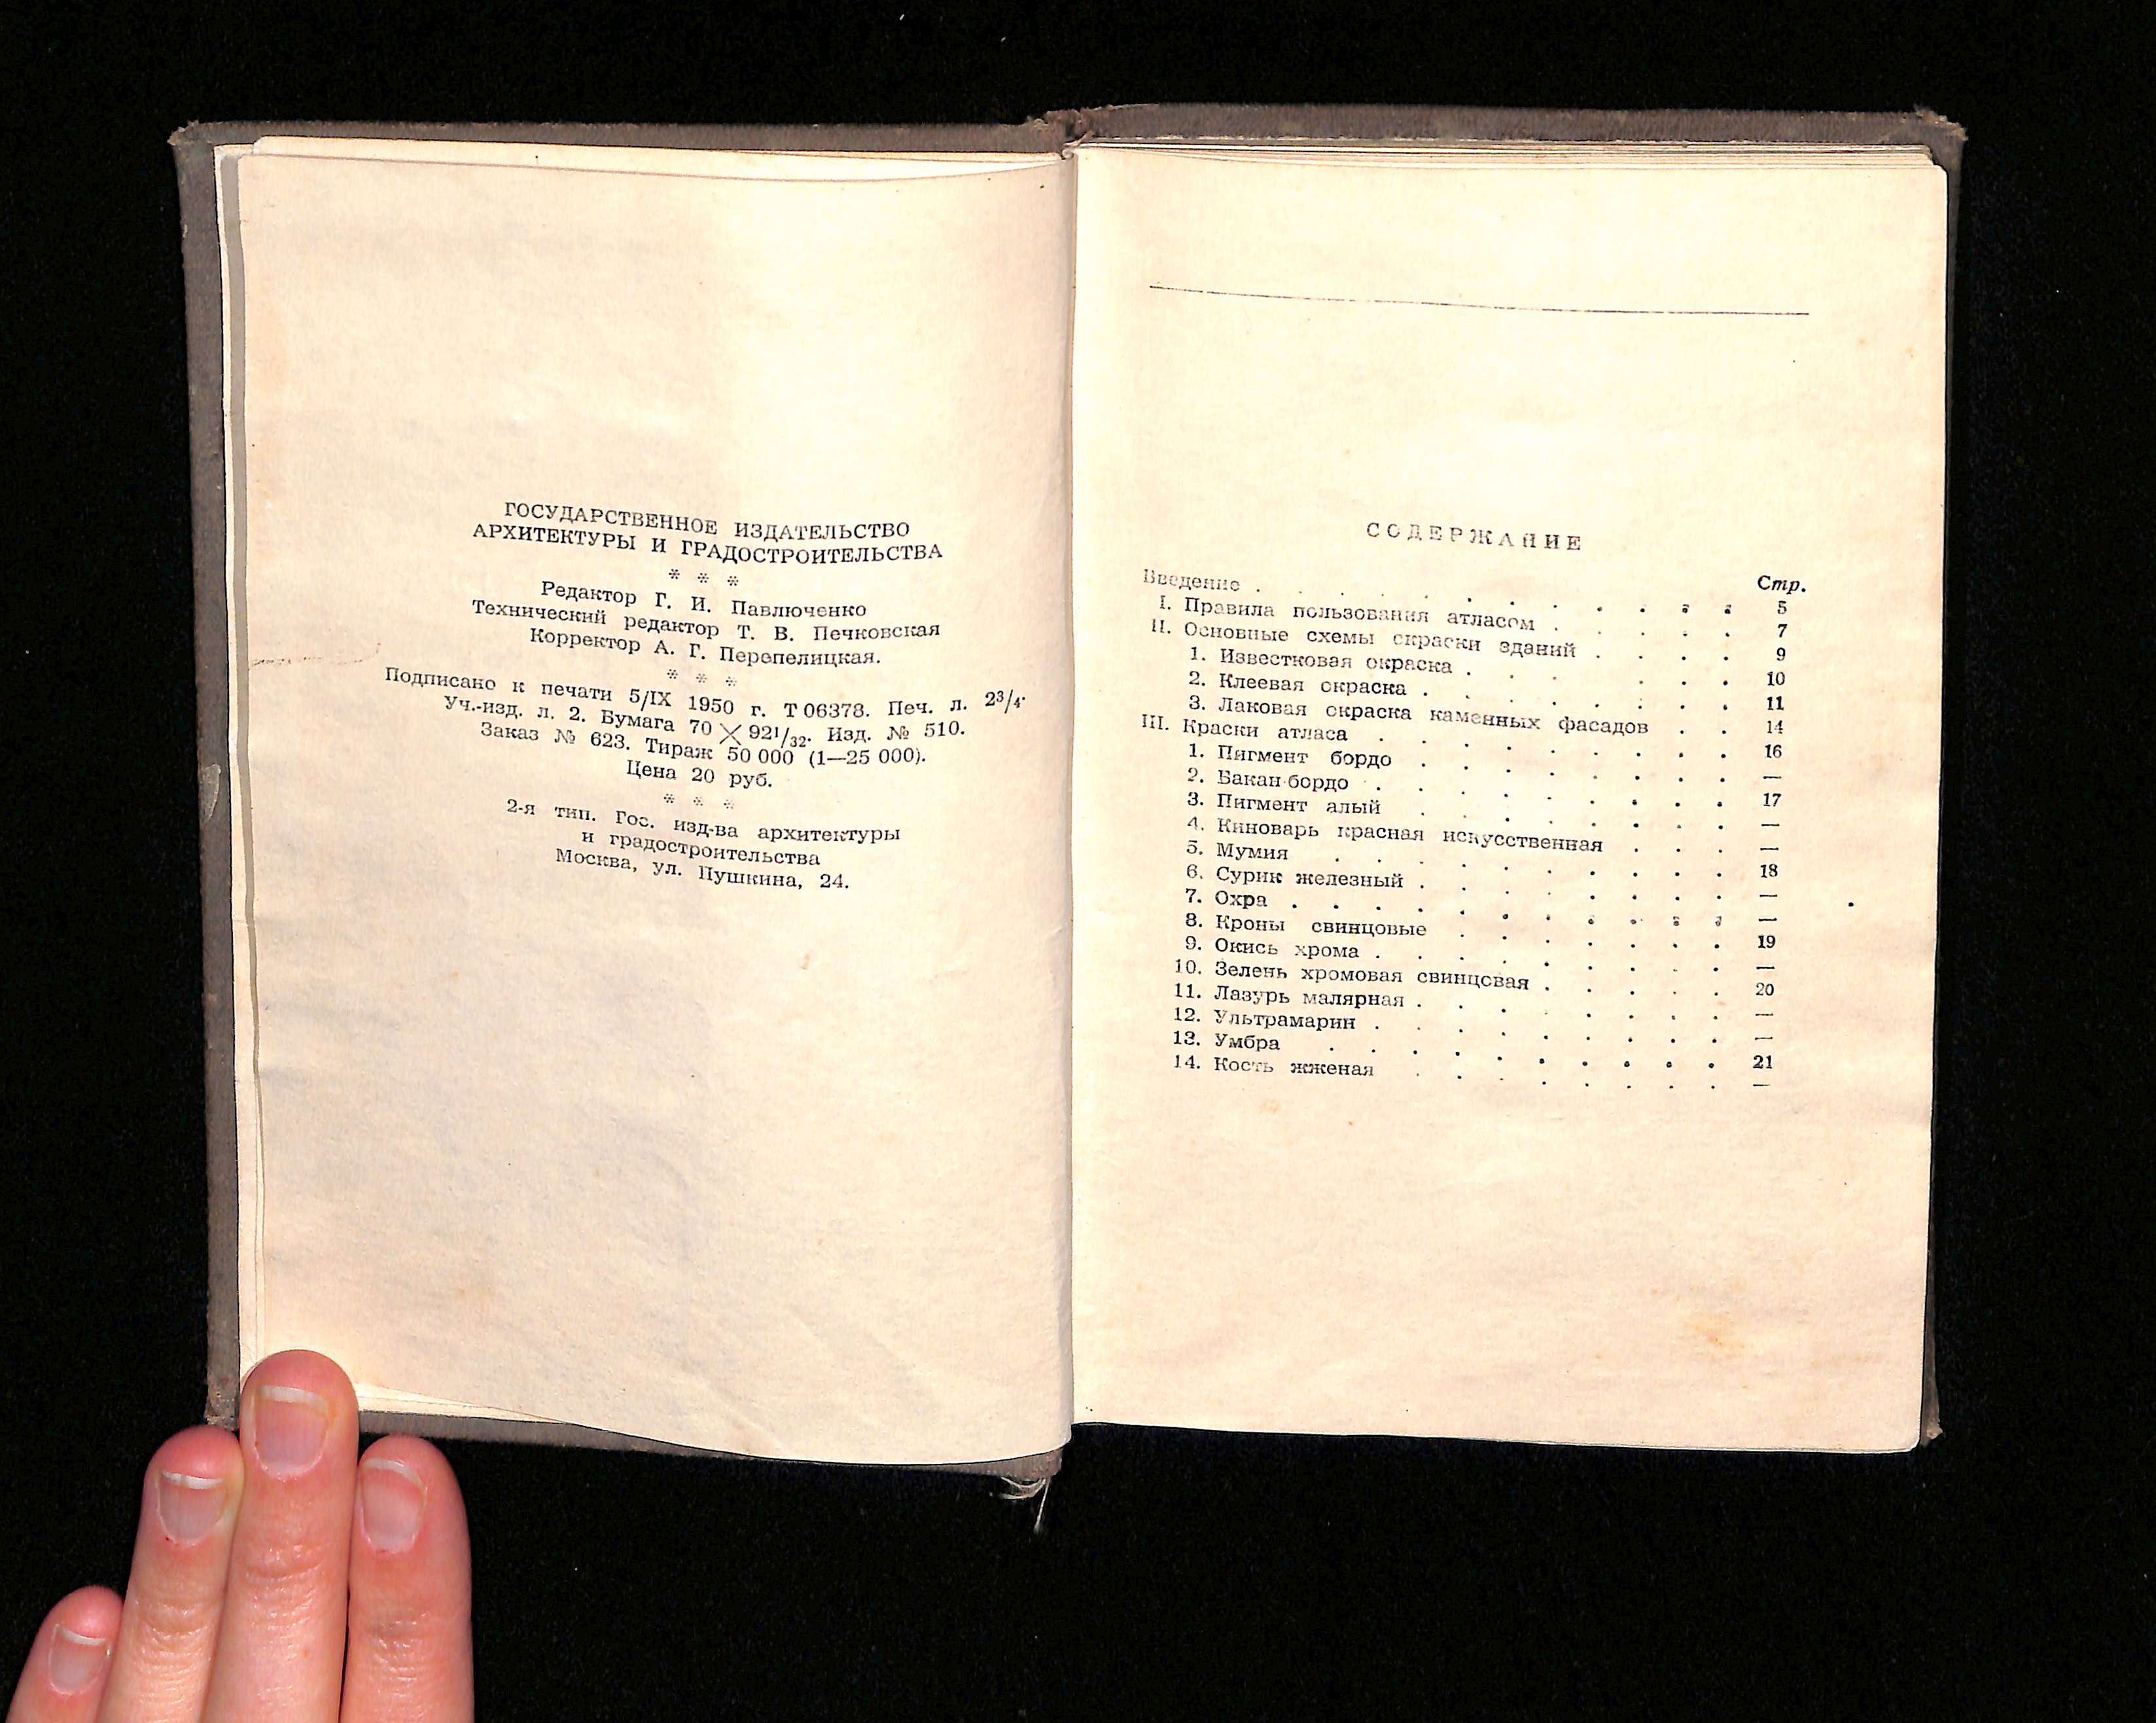 ГОСУДАРСТВЕННОЕ ИЗДАТЕЛЬСТВО
АРХИТЕКТУРЫ И ГРАДОСТРОИТЕЛЬСТВА
* * *
Редактор Г. И. Павлюченко
Технический редактор Т. В. Печковская
Корректор А. Г. Перепелицкая.
* * *
Подписано к печати 5/IX 1950 г. Т 06378. Печ. л. 2³/₄.
Уч.-изд. л. 2. Бумага 70 × 92¹/₃₂. Изд. № 510.
Заказ № 623. Тираж 50 000 (1—25 000).
Цена 20 руб.
* * *
2-я тип. Гос. изд-ва архитектуры
и градостроительства
Москва, ул. Пушкина, 24.
СОДЕРЖАНИЕ
Стр.
Введение . . . . . . . . . . . 5
I. Правила пользования атласом . . . . . 7
II. Основные схемы окраски зданий . . . . 9
1. Известковая окраска . . . . . . 10
2. Клеевая окраска . . . . . . . . 11
3. Лаковая окраска каменных фасадов . . 14
III. Краски атласа . . . . . . . . . 16
1. Пигмент бордо . . . . . . . . —
2. Бакан бордо . . . . . . . . . 17
3. Пигмент алый . . . . . . . . —
4. Киноварь красная искусственная . . . —
5. Мумия . . . . . . . . . . 18
6. Сурик железный . . . . . . . . —
7. Охра . . . . . . . . . . . —
8. Кроны свинцовые . . . . . . . 19
9. Окись хрома . . . . . . . . . —
10. Зелень хромовая свинцовая . . . . . 20
11. Лазурь малярная . . . . . . . . —
12. Ультрамарин . . . . . . . . . —
13. Умбра . . . . . . . . . . 21
14. Кость жженая . . . . . . . . —